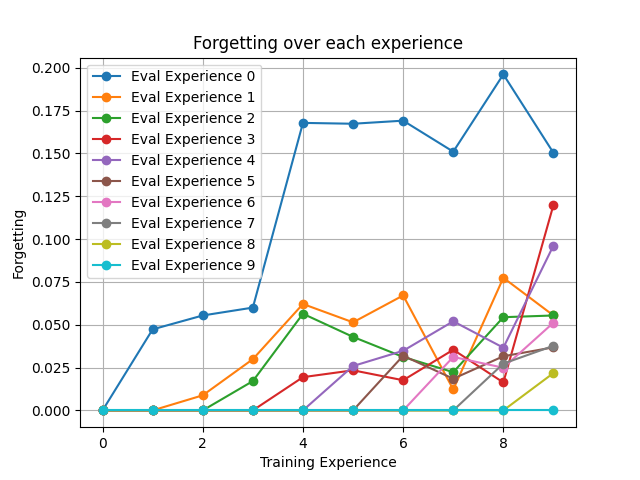 Forgetting over each experience
0.200
0.175
0.150
0.125
0.100
0.075
0.050
0.025
0.000
Forgetting
Eval Experience 0
Eval Experience 1
Eval Experience 2
Eval Experience 3
Eval Experience 4
Eval Experience 5
Eval Experience 6
Eval Experience 7
Eval Experience 8
Eval Experience 9
0 2 4 6 8
Training Experience